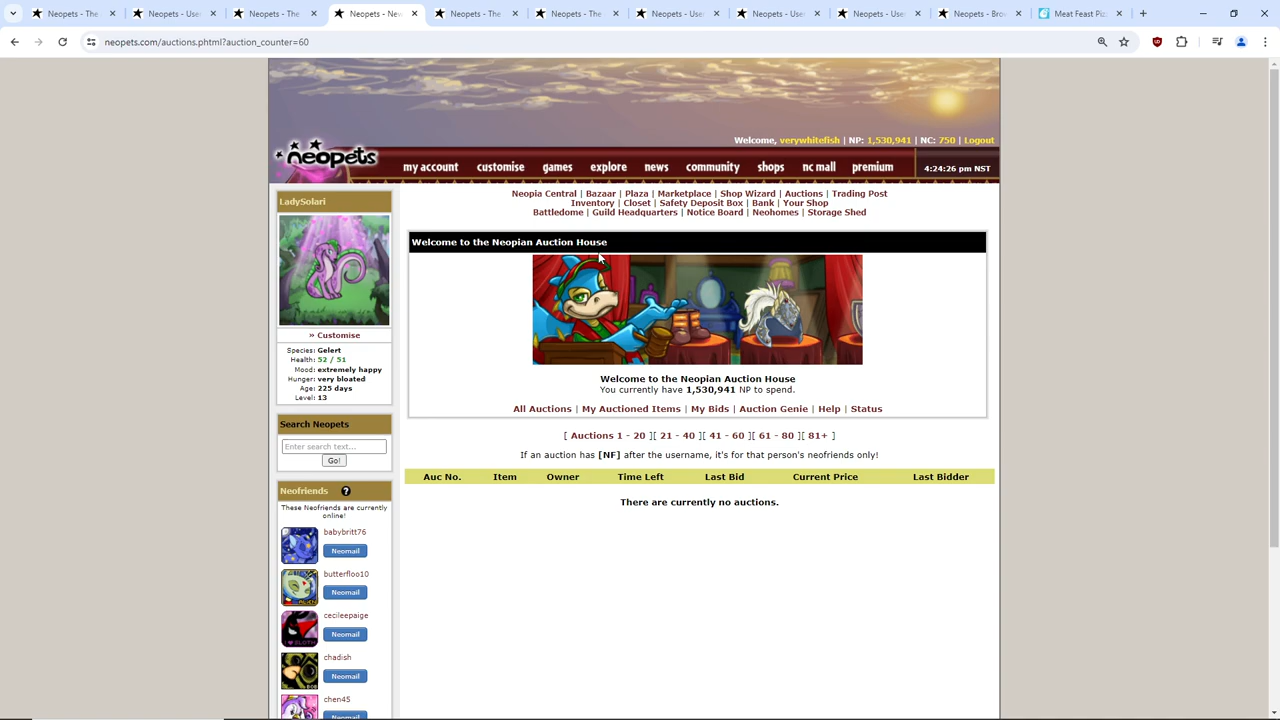 Neopets - The
Neopets - Use
Neopets - The
Neopets - Nev
Neopets - The
Neopets - The
Neopets - Use
Neopets - Use
Neopets - Use
Neopets - Bro
Meat Feast Piz
neopets.com/auctions.phtml?auction_counter=60
Welcome, verywhitefish | NP: 1,530,941 | NC: 750 | Logout
neopets
my account customise games explore news community shops nc mall premium
4:24:26 pm NST
Neopia Central | Bazaar | Plaza | Marketplace | Shop Wizard | Auctions | Trading Post
Inventory | Closet | Safety Deposit Box | Bank | Your Shop
Battledome | Guild Headquarters | Notice Board | Neohomes | Storage Shed
LadySolari
» Customise
Species: Gelert
Health: 52 / 51
Mood: extremely happy
Hunger: very bloated
Age: 225 days
Level: 13
Search Neopets
Enter search text...
Go!
Neofriends ?
These Neofriends are currently
online!
babybritt76
Neomail
butterfloo10
Neomail
ALIEN
cecileepaige
Neomail
I ♥ SLOTH
chadish
Neomail
chen45
Neomail
Welcome to the Neopian Auction House
Welcome to the Neopian Auction House
You currently have 1,530,941 NP to spend.
All Auctions | My Auctioned Items | My Bids | Auction Genie | Help | Status
[ Auctions 1 - 20 ][ 21 - 40 ][ 41 - 60 ][ 61 - 80 ][ 81+ ]
If an auction has [NF] after the username, it's for that person's neofriends only!
Auc No. Item Owner Time Left Last Bid Current Price Last Bidder
There are currently no auctions.